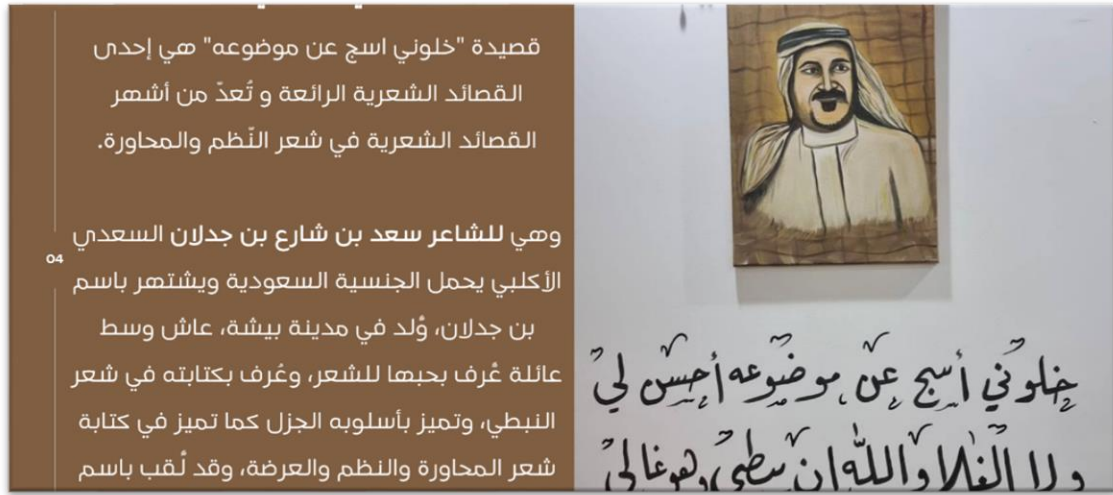 قصيدة "خلوني اسج عن موضوعه" هي إحدى
القصائد الشعرية الرائعة و تُعدّ من أشهر
القصائد الشعرية في شعر النّظم والمحاورة.
وهي للشاعر سعد بن شارع بن جدلان السعدي
04
الأكلبي يحمل الجنسية السعودية ويشتهر باسم
بن جدلان، وُلد في مدينة بيشة، عاش وسط
عائلة عُرف بحبها للشعر، وعُرف بكتابته في شعر
النبطي، وتميز بأسلوبه الجزل كما تميز في كتابة
شعر المحاورة والنظم والعرضة، وقد لُقب باسم
خلوني أسج عن موضوعه أحسن لي
ولا الغلا والله ان سطى وهو غالي